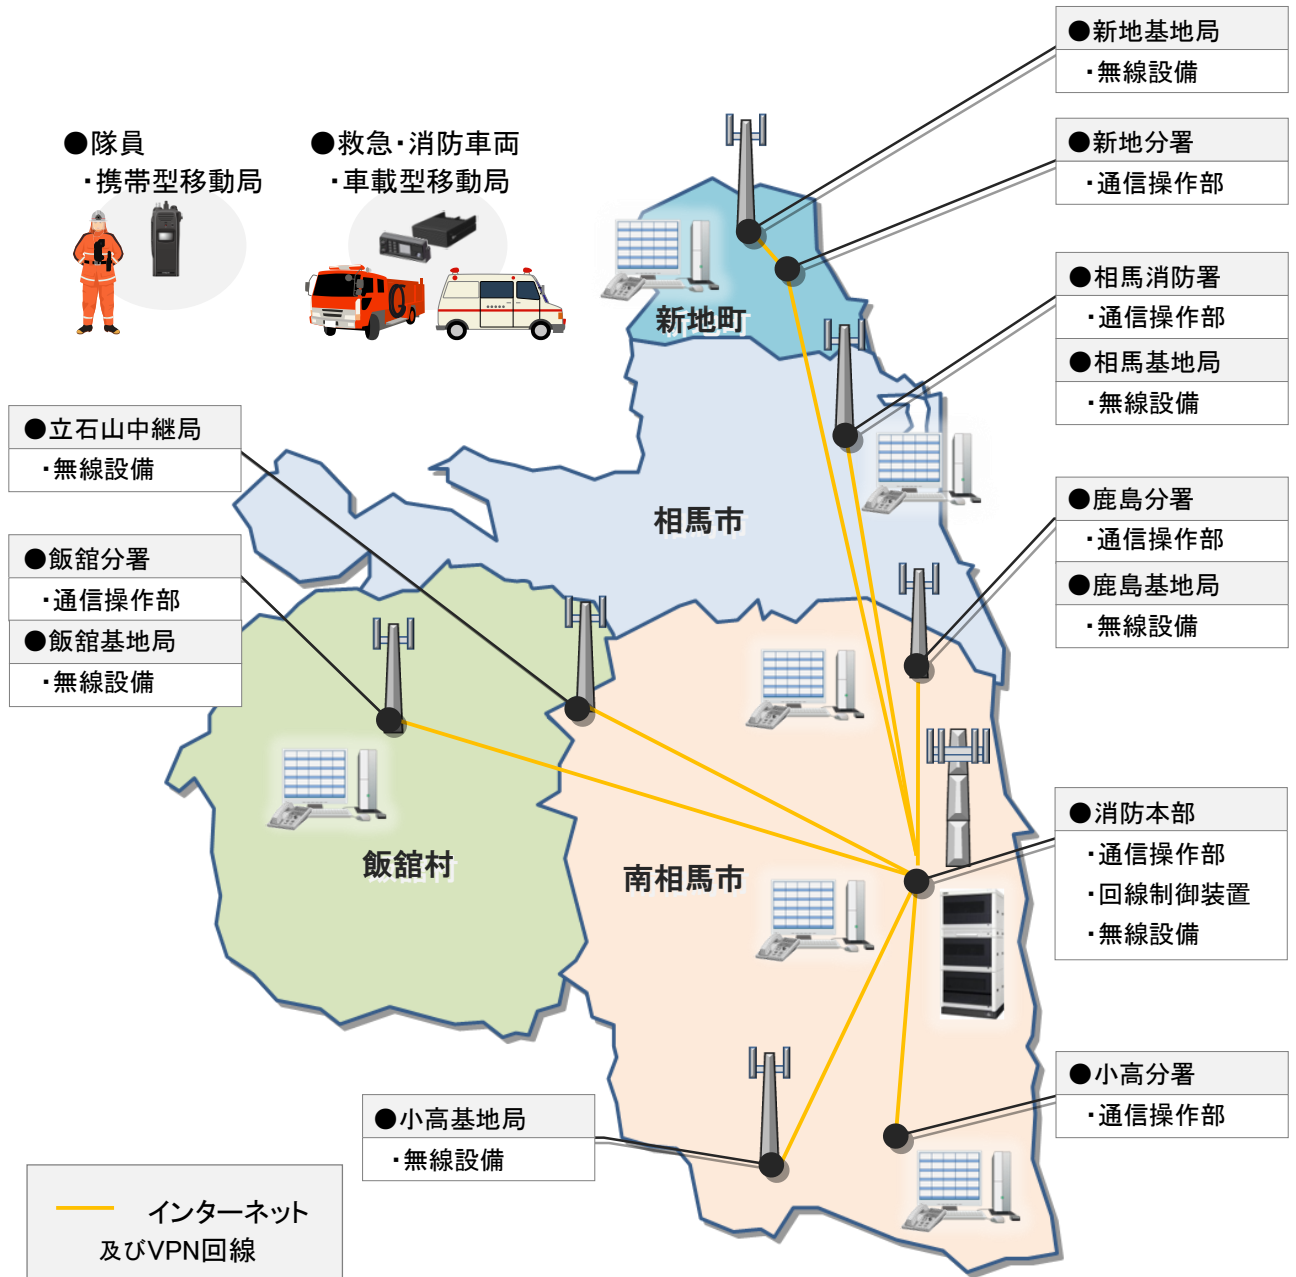 ●新地基地局
・無線設備
●新地分署
・通信操作部
●隊員
・携帯型移動局
●救急・消防車両
・車載型移動局
●相馬消防署
・通信操作部
●相馬基地局
・無線設備
新地町
●立石山中継局
・無線設備
相馬市
●鹿島分署
・通信操作部
●鹿島基地局
・無線設備
●飯舘分署
・通信操作部
●飯舘基地局
・無線設備
●消防本部
・通信操作部
・回線制御装置
・無線設備
飯舘村
南相馬市
●小高分署
・通信操作部
●小高基地局
・無線設備
インターネット
及びVPN回線